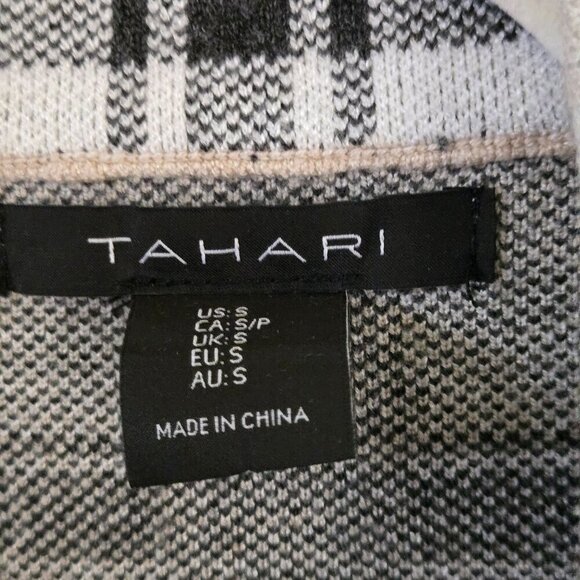 TAHARI
US: S
CA: S/P
UK: S
EU: S
AU: S
MADE IN CHINA